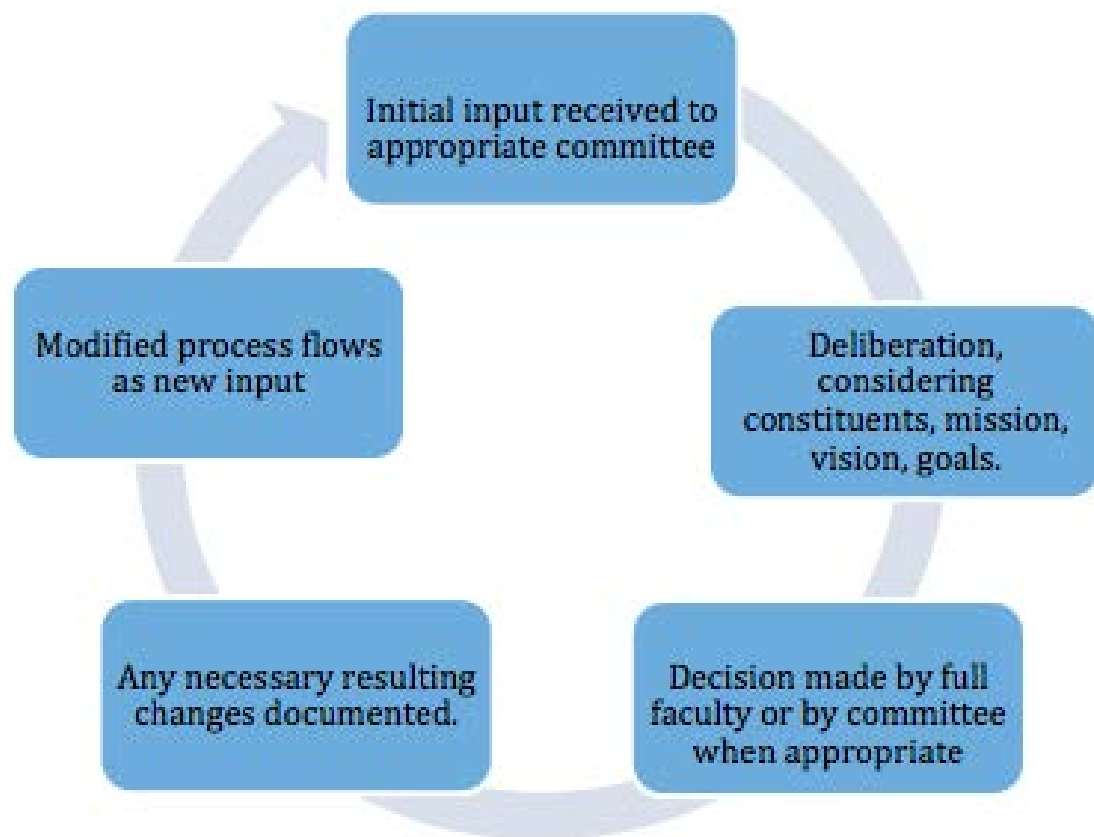 Initial input received to
appropriate committee
Deliberation,
considering
constituents, mission,
vision, goals.
Decision made by full
faculty or by committee
when appropriate
Any necessary resulting
changes documented.
Modified process flows
as new input